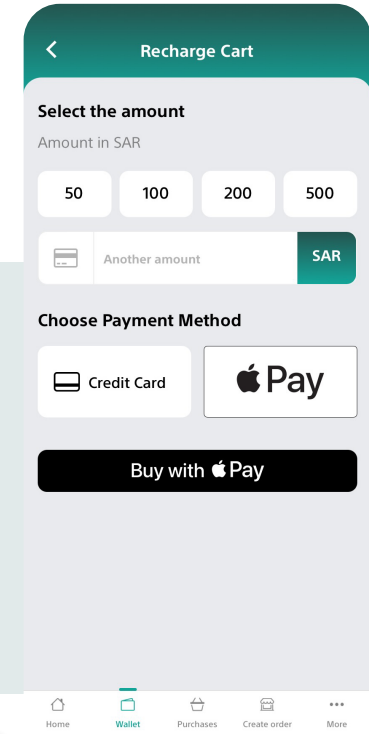 Recharge Cart
Select the amount
Amount in SAR
50 100 200 500
Another amount SAR
Choose Payment Method
Credit Card Pay
Buy with Pay
Home Wallet Purchases Create order More